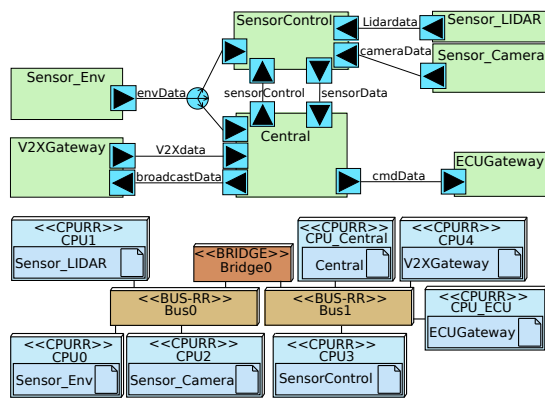 SensorControl
Lidardata
Sensor_LIDAR
cameraData
Sensor_Camera
Sensor_Env
envData
sensorControl
sensorData
Central
V2XGateway
V2Xdata
broadcastData
cmdData
ECUGateway
<<CPURR>>
CPU1
Sensor_LIDAR
<<BRIDGE>>
Bridge0
<<CPURR>>
CPU_Central
Central
<<CPURR>>
CPU4
V2XGateway
<<BUS-RR>>
Bus0
<<BUS-RR>>
Bus1
<<CPURR>>
CPU_ECU
ECUGateway
<<CPURR>>
CPU0
Sensor_Env
<<CPURR>>
CPU2
Sensor_Camera
<<CPURR>>
CPU3
SensorControl